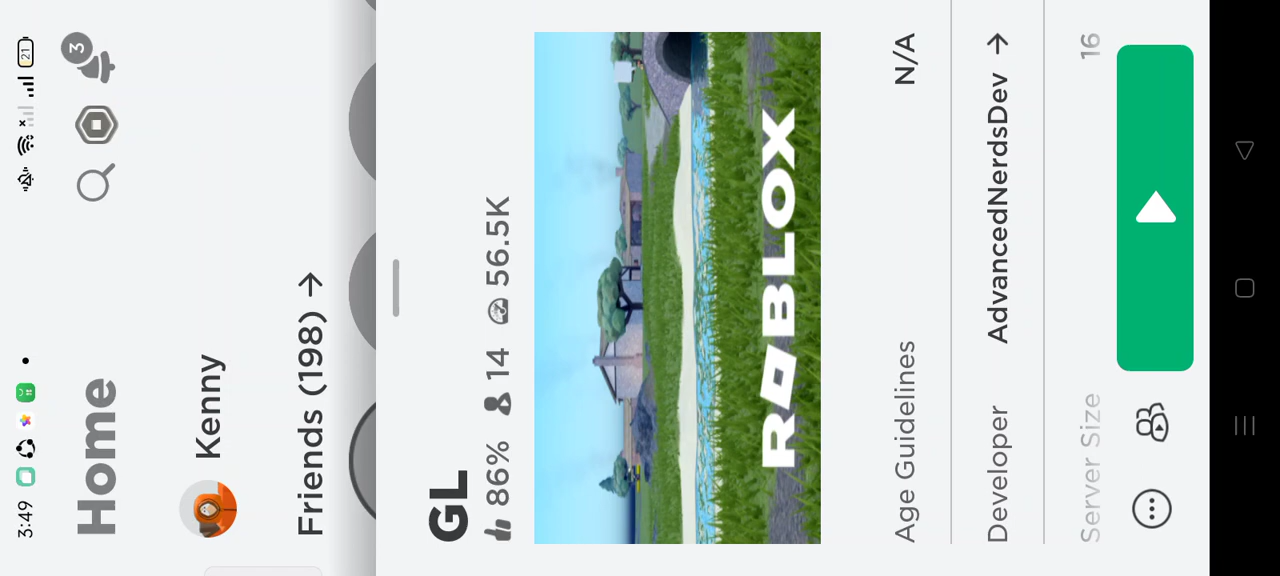 3:49
21
Home
3
Kenny
Friends (198) →
GL
86% 14 56.5K
ROBLOX
Age Guidelines N/A
Developer AdvancedNerdsDev →
Server Size 16